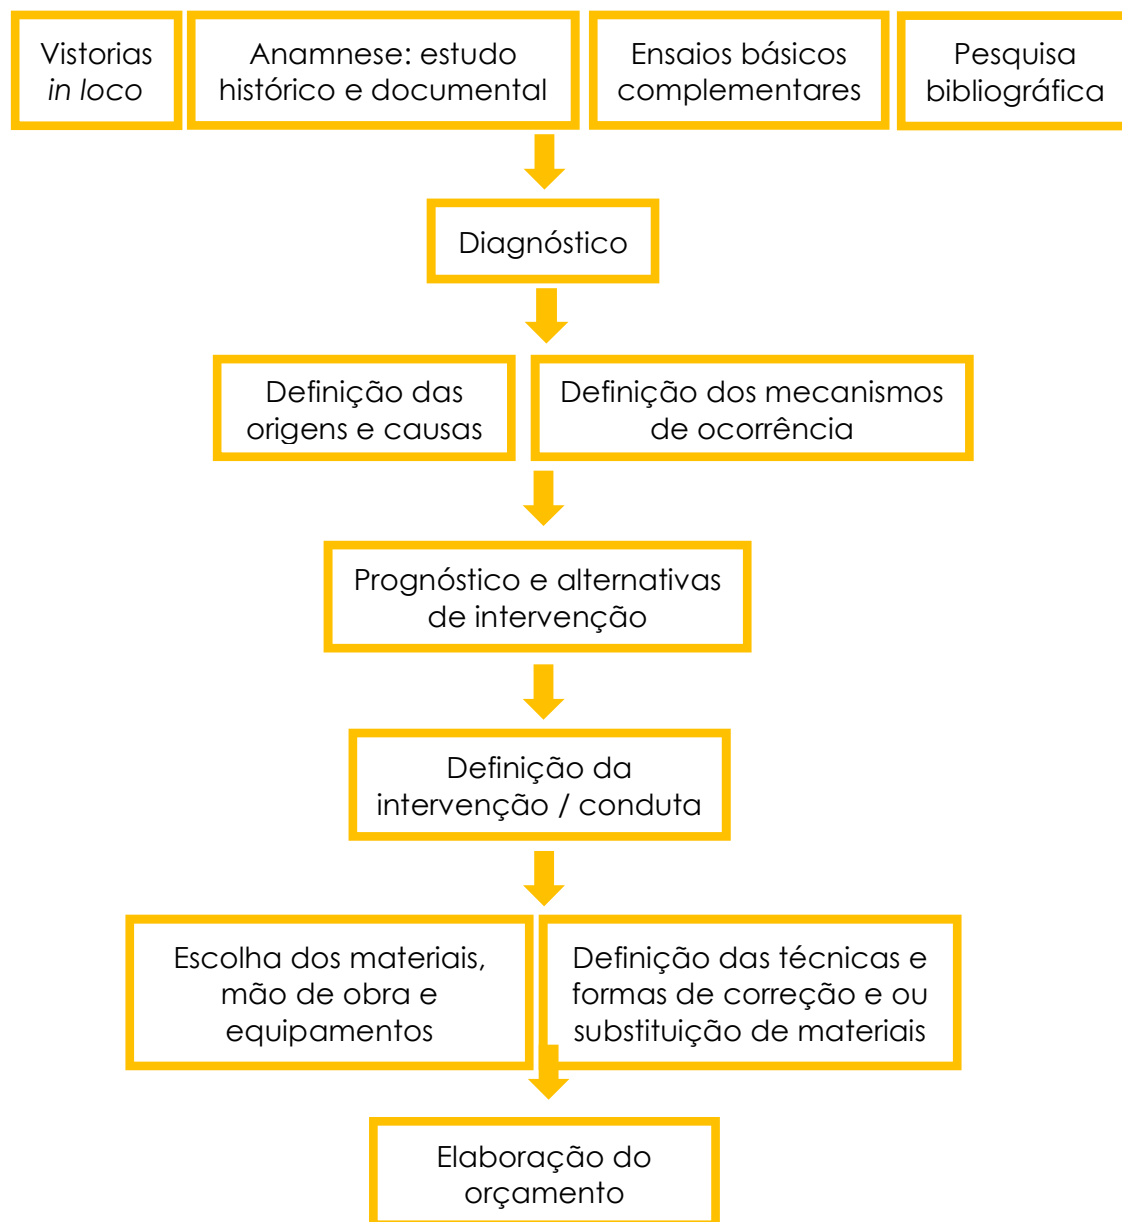 Vistorias
in loco
Anamnese: estudo
histórico e documental
Ensaios básicos
complementares
Pesquisa
bibliográfica
Diagnóstico
Definição das
origens e causas
Definição dos mecanismos
de ocorrência
Prognóstico e alternativas
de intervenção
Definição da
intervenção / conduta
Escolha dos materiais,
mão de obra e
equipamentos
Definição das técnicas e
formas de correção e ou
substituição de materiais
Elaboração do
orçamento